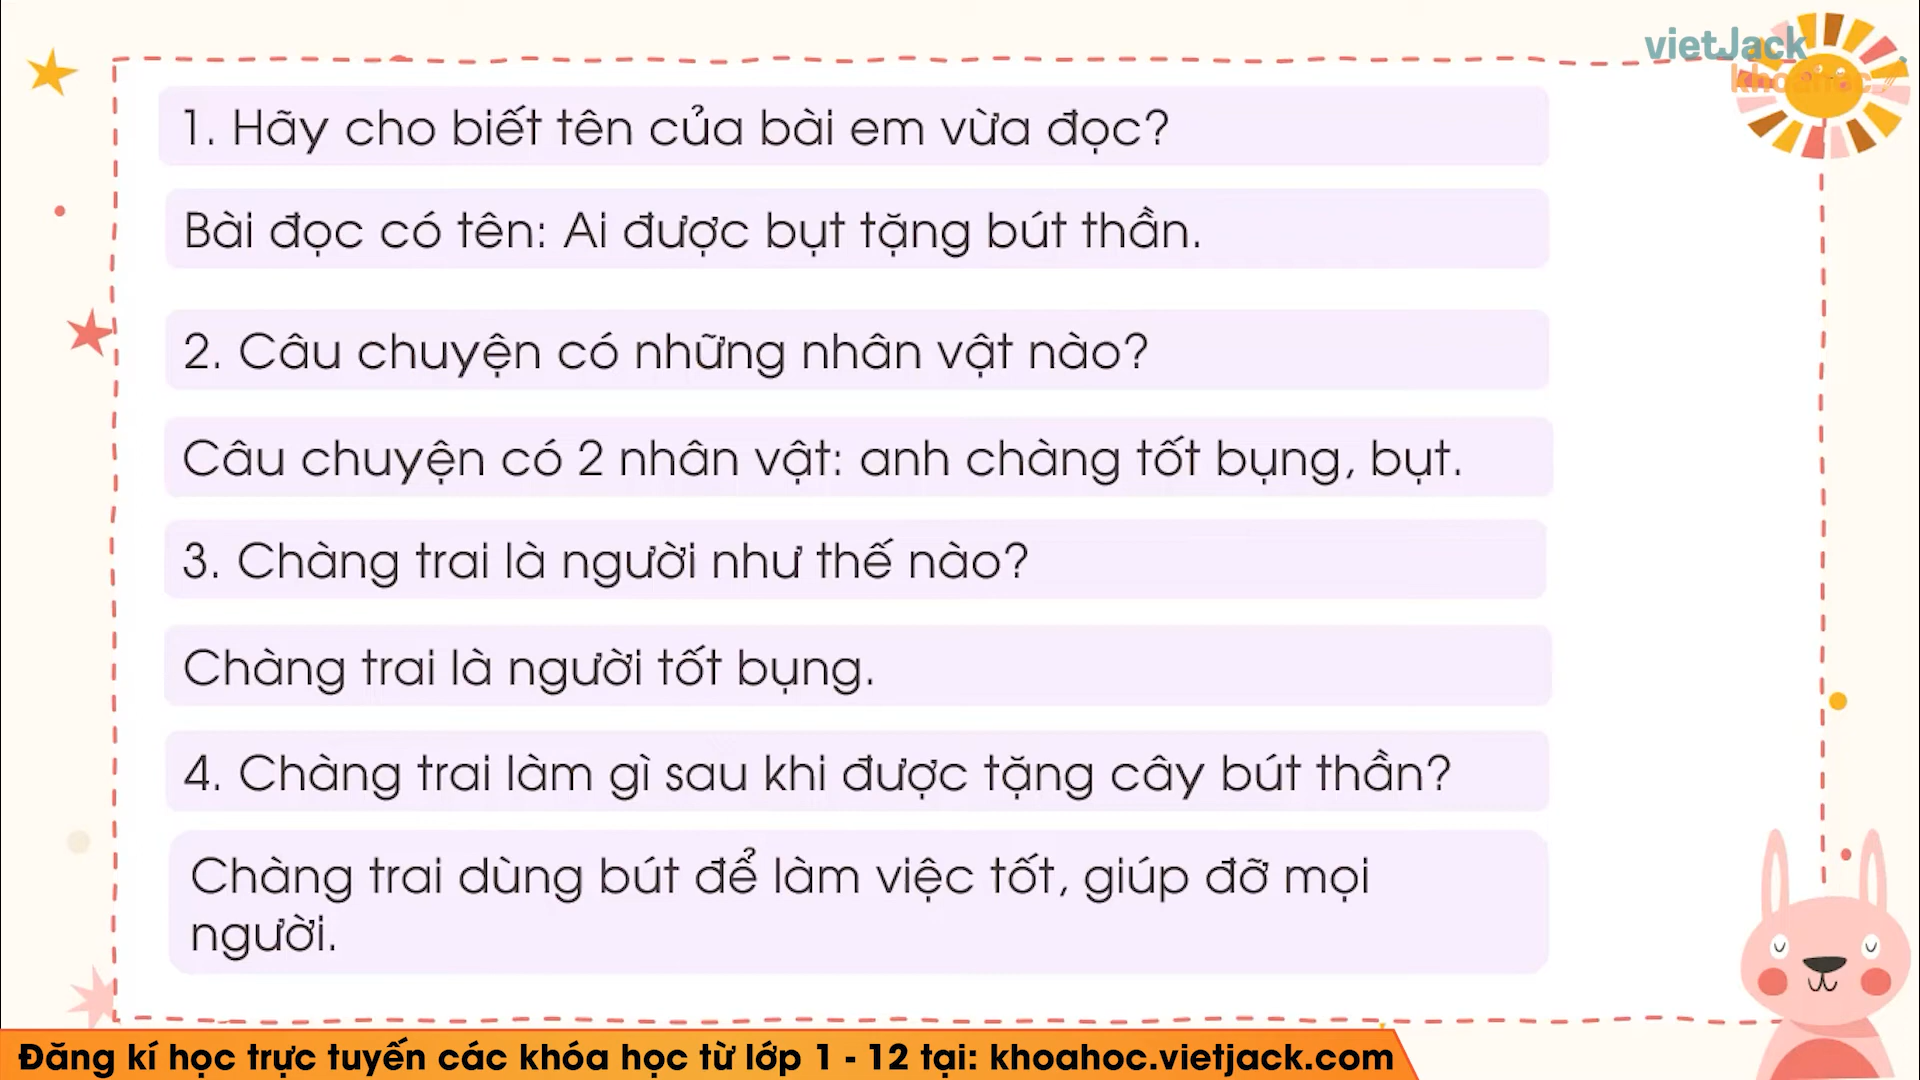 vietJack
khoahoc
1. Hãy cho biết tên của bài em vừa đọc?
Bài đọc có tên: Ai được bụt tặng bút thần.
2. Câu chuyện có những nhân vật nào?
Câu chuyện có 2 nhân vật: anh chàng tốt bụng, bụt.
3. Chàng trai là người như thế nào?
Chàng trai là người tốt bụng.
4. Chàng trai làm gì sau khi được tặng cây bút thần?
Chàng trai dùng bút để làm việc tốt, giúp đỡ mọi
người.
Đăng kí học trực tuyến các khóa học từ lớp 1 - 12 tại: khoahoc.vietjack.com